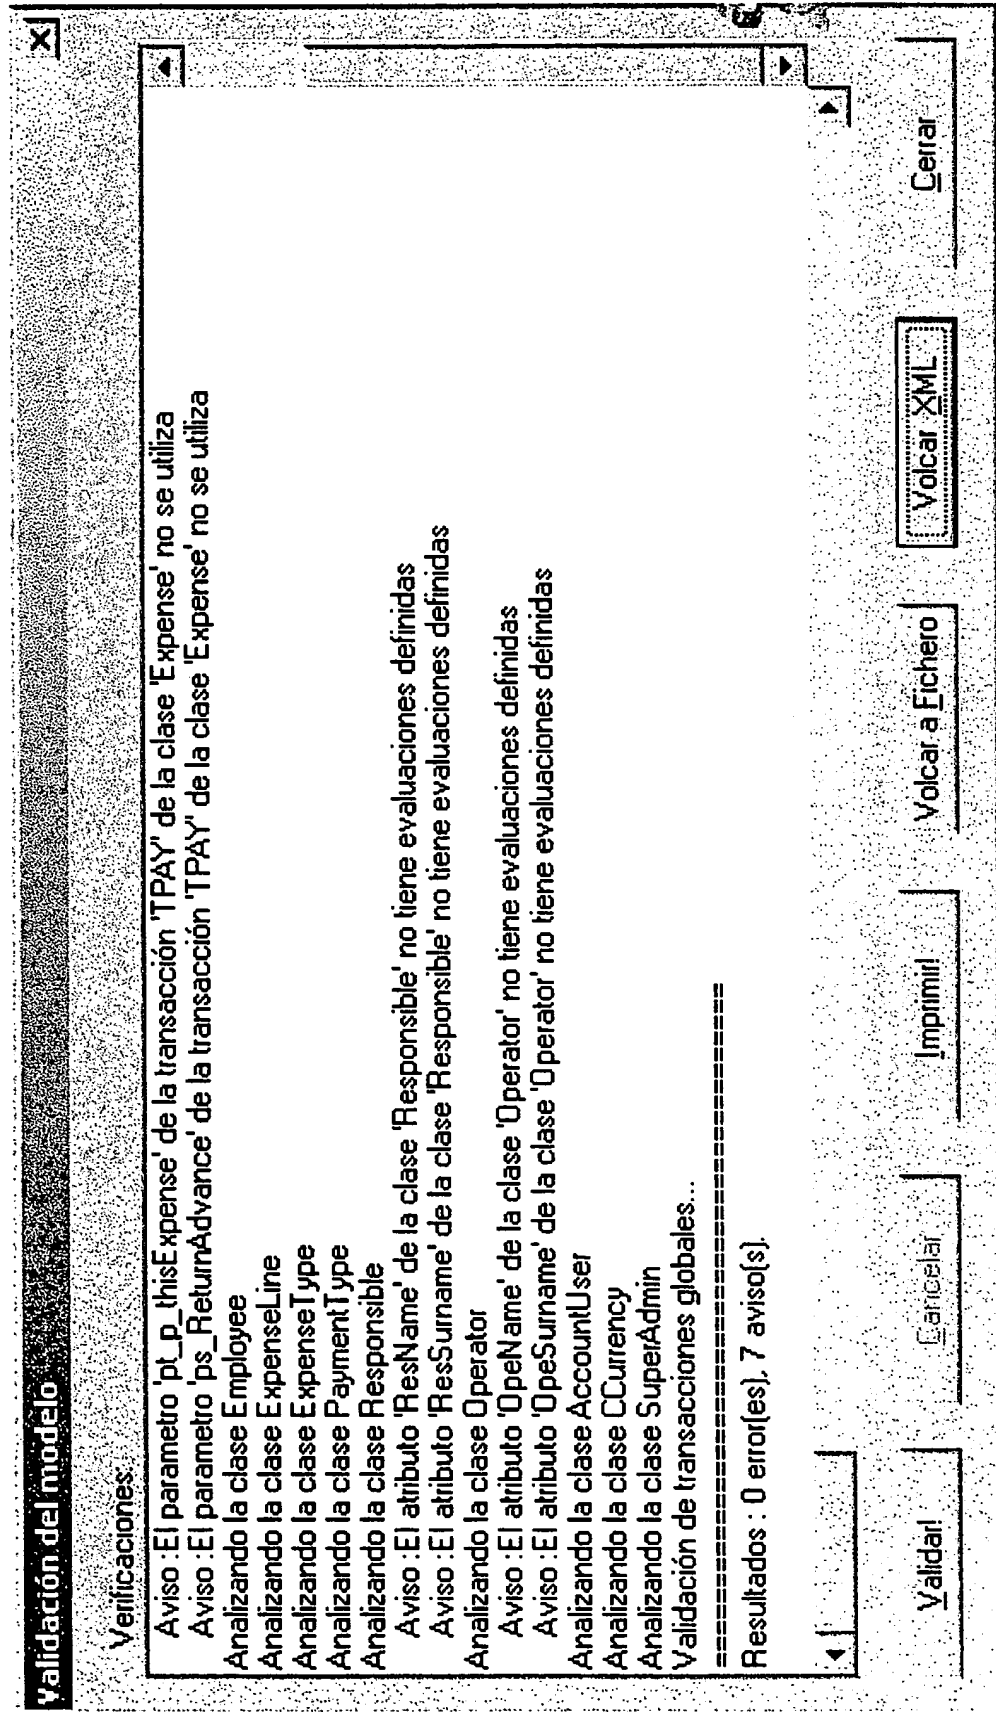 Validación del modelo
Verificaciones:
Aviso :El parametro 'pt_p_thisExpense' de la transacción 'TPAY' de la clase 'Expense' no se utiliza
Aviso :El parametro 'ps_ReturnAdvance' de la transacción 'TPAY' de la clase 'Expense' no se utiliza
Analizando la clase Employee
Analizando la clase ExpenseLine
Analizando la clase ExpenseType
Analizando la clase PaymentType
Analizando la clase Responsible
Aviso :El atributo 'ResName' de la clase 'Responsible' no tiene evaluaciones definidas
Aviso :El atributo 'ResSurname' de la clase 'Responsible' no tiene evaluaciones definidas
Analizando la clase Operator
Aviso :El atributo 'OpeName' de la clase 'Operator' no tiene evaluaciones definidas
Aviso :El atributo 'OpeSurname' de la clase 'Operator' no tiene evaluaciones definidas
Analizando la clase AccountUser
Analizando la clase CCurrency
Analizando la clase SuperAdmin
Validación de transacciones globales...
==========================================
Resultados : 0 error(es), 7 aviso(s).
Validar! Cancelar Imprimir! Volcar a Fichero Volcar XML Cerrar